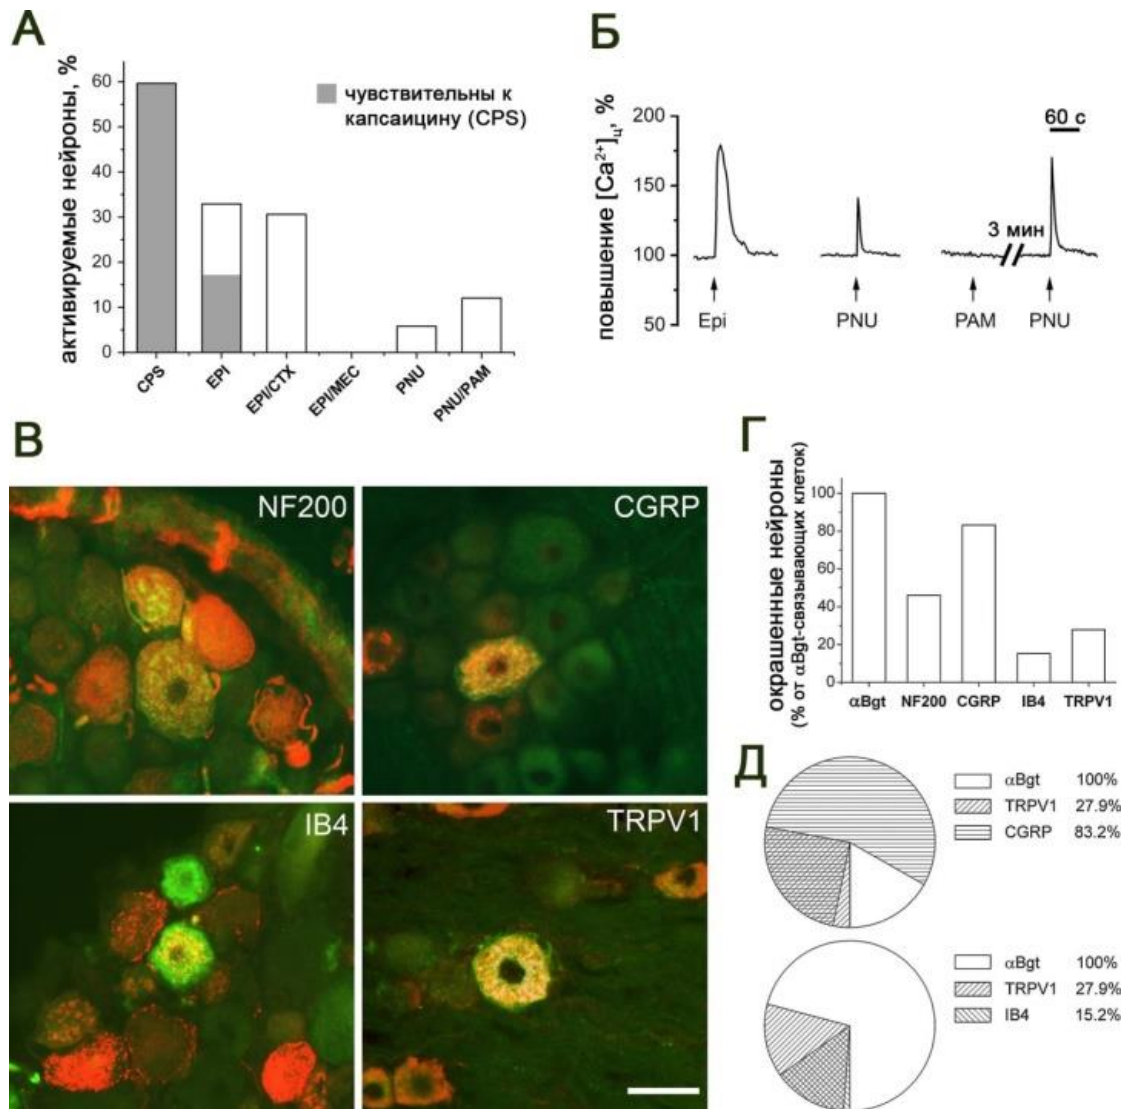 А
активируемые нейроны, %
60
50
40
30
20
10
0
чувствительны к
капсаицину (CPS)
CPS
EPI
EPI/CTX
EPI/MEC
PNU
PNU/PAM
Б
повышение [Ca²⁺]ц, %
200
150
100
50
60 с
3 мин
Epi
PNU
PAM
PNU
В
NF200
CGRP
IB4
TRPV1
Г
окрашенные нейроны
(% от αBgt-связывающих клеток)
100
80
60
40
20
0
αBgt
NF200
CGRP
IB4
TRPV1
Д
αBgt 100%
TRPV1 27.9%
CGRP 83.2%
αBgt 100%
TRPV1 27.9%
IB4 15.2%